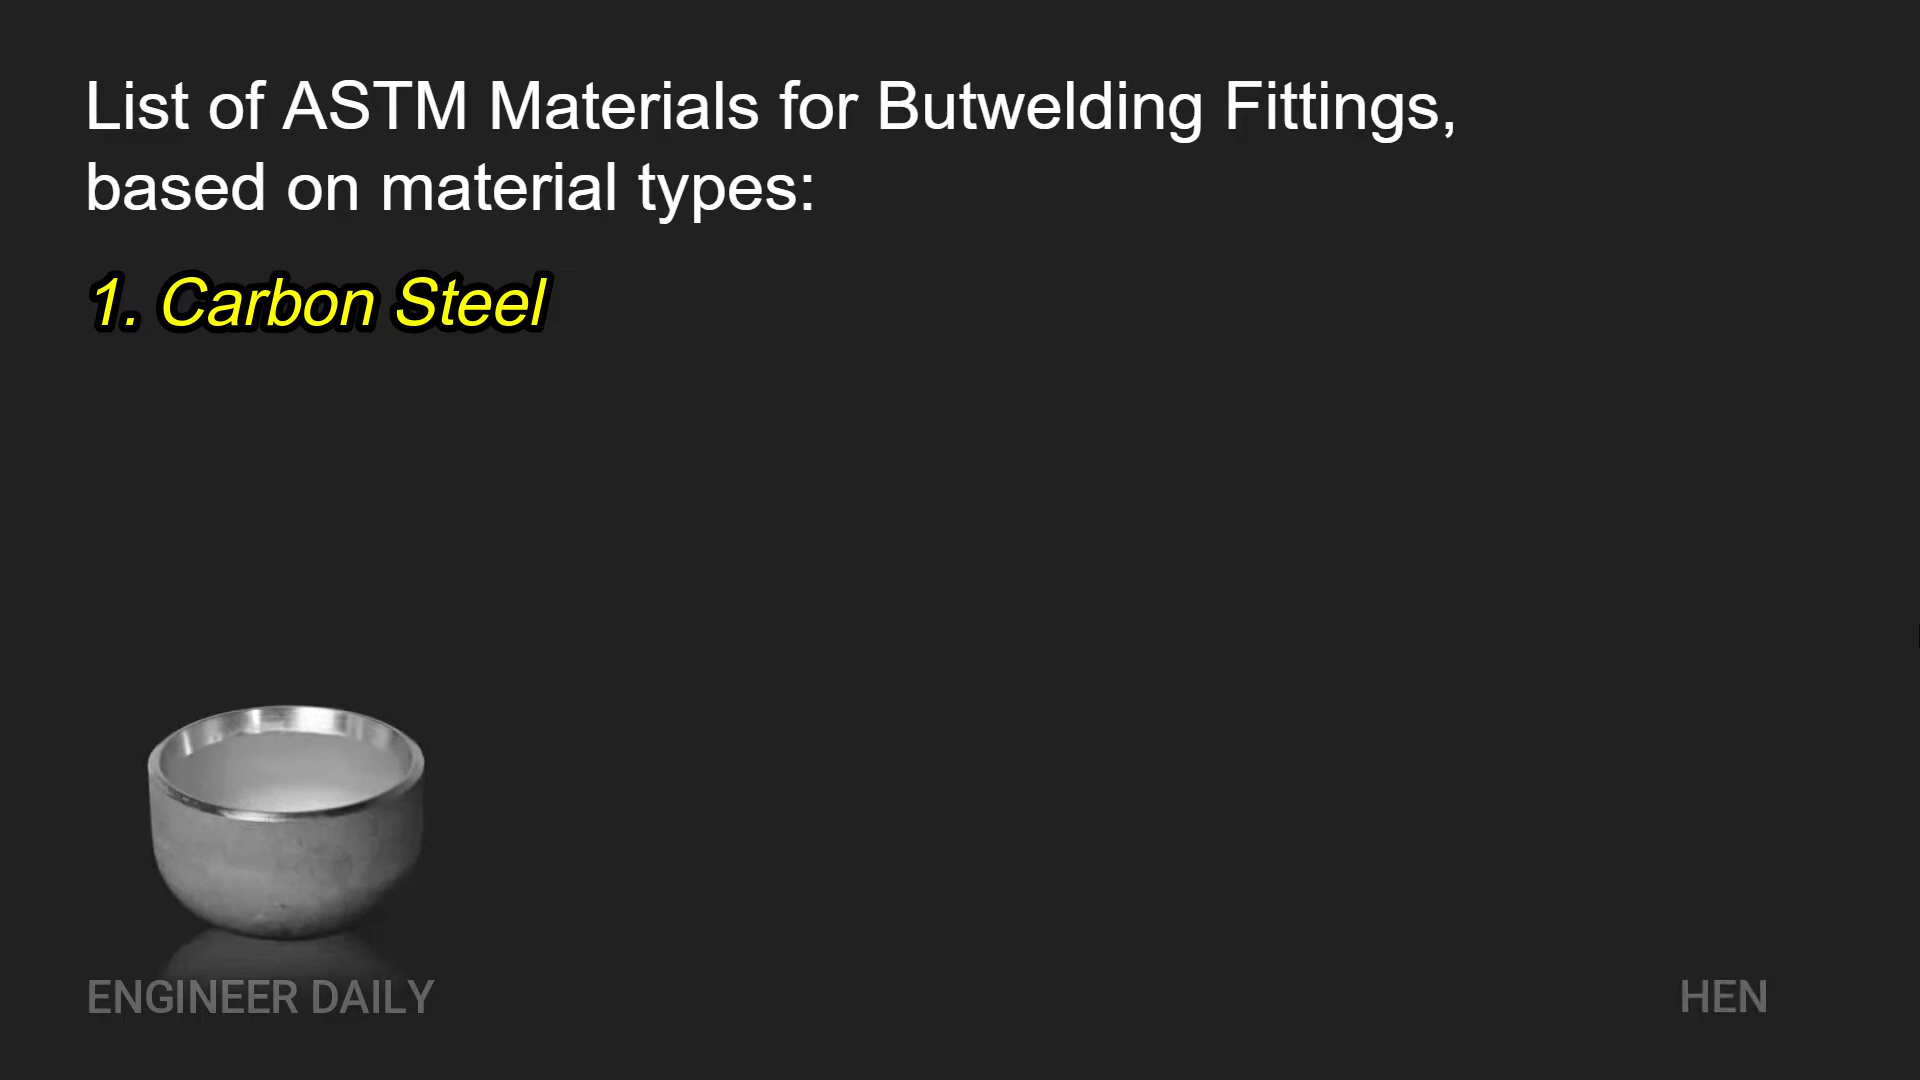 List of ASTM Materials for Butwelding Fittings,
based on material types:
1. Carbon Steel
ENGINEER DAILY
HEN